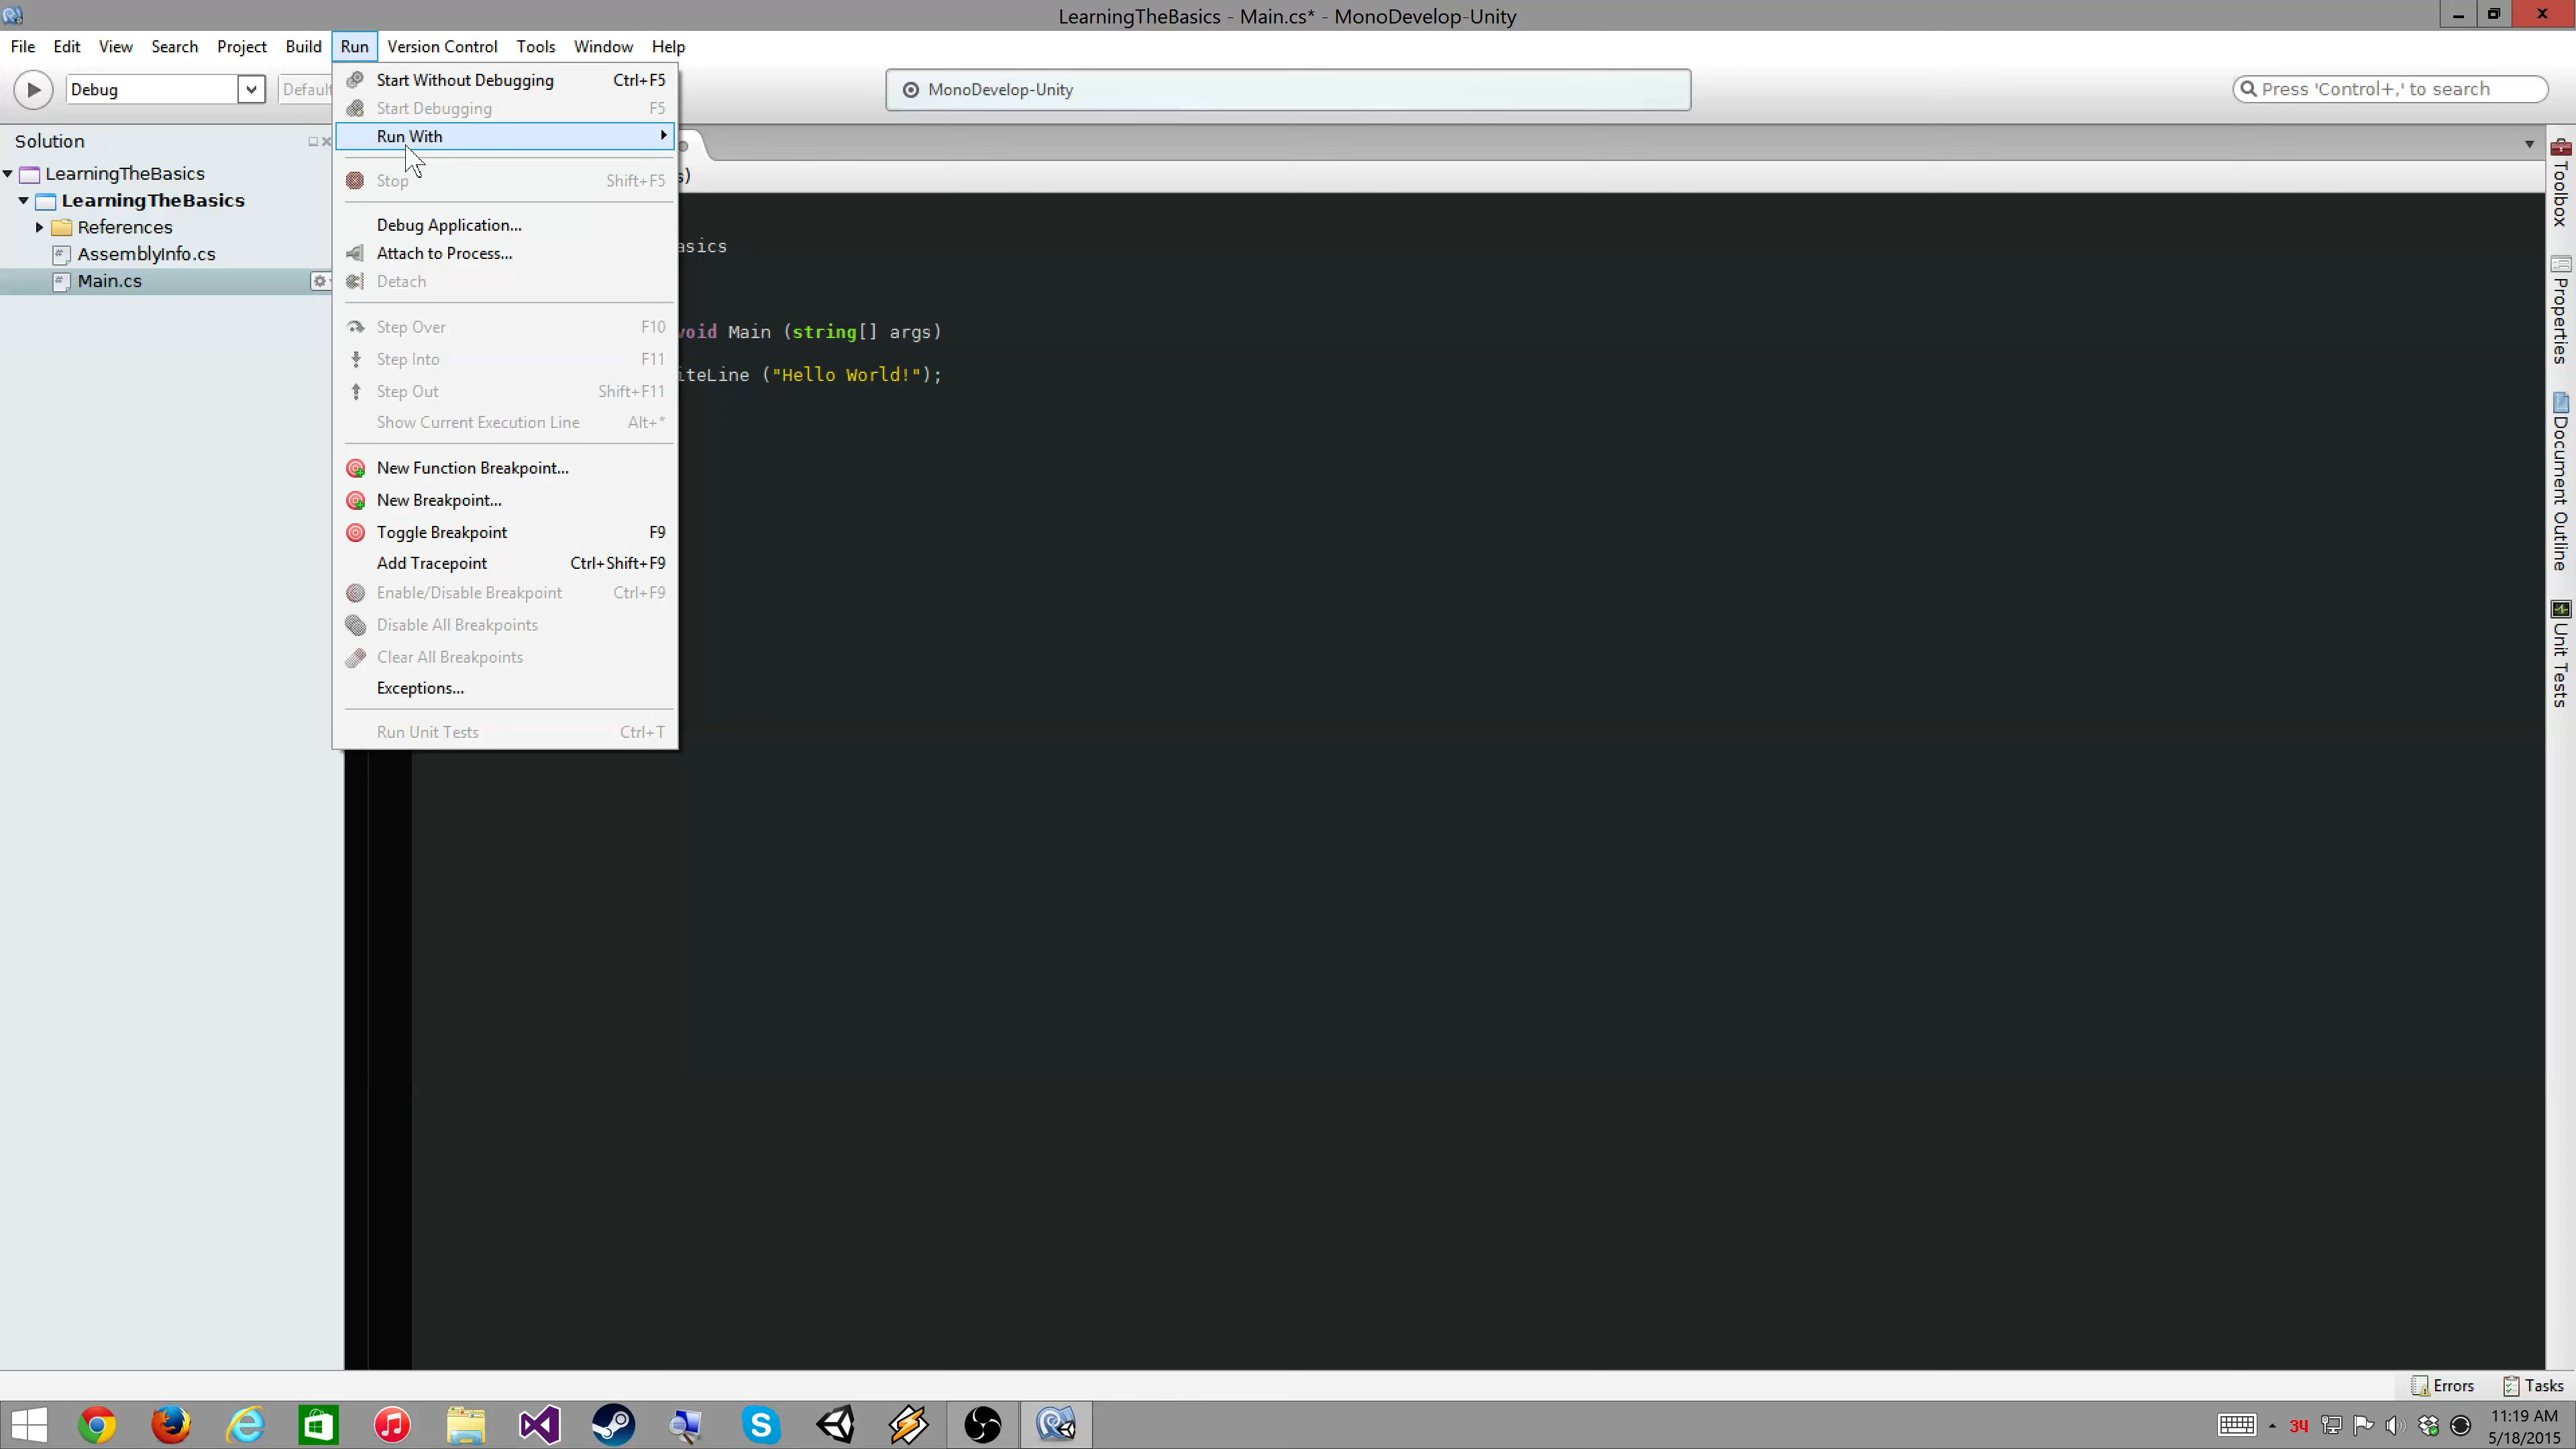 LearningTheBasics - Main.cs* - MonoDevelop-Unity
File Edit View Search Project Build Run Version Control Tools Window Help
Debug
Default
MonoDevelop-Unity
Press 'Control+,' to search
Start Without Debugging Ctrl+F5
Start Debugging F5
Run With
Stop Shift+F5
Debug Application...
Attach to Process...
Detach
Step Over F10
Step Into F11
Step Out Shift+F11
Show Current Execution Line Alt+*
New Function Breakpoint...
New Breakpoint...
Toggle Breakpoint F9
Add Tracepoint Ctrl+Shift+F9
Enable/Disable Breakpoint Ctrl+F9
Disable All Breakpoints
Clear All Breakpoints
Exceptions...
Run Unit Tests Ctrl+T
Solution
LearningTheBasics
LearningTheBasics
References
AssemblyInfo.cs
Main.cs
s)
asics
void Main (string[] args)
iteLine ("Hello World!");
Toolbox
Properties
Document Outline
Unit Tests
Errors Tasks
34
11:19 AM
5/18/2015